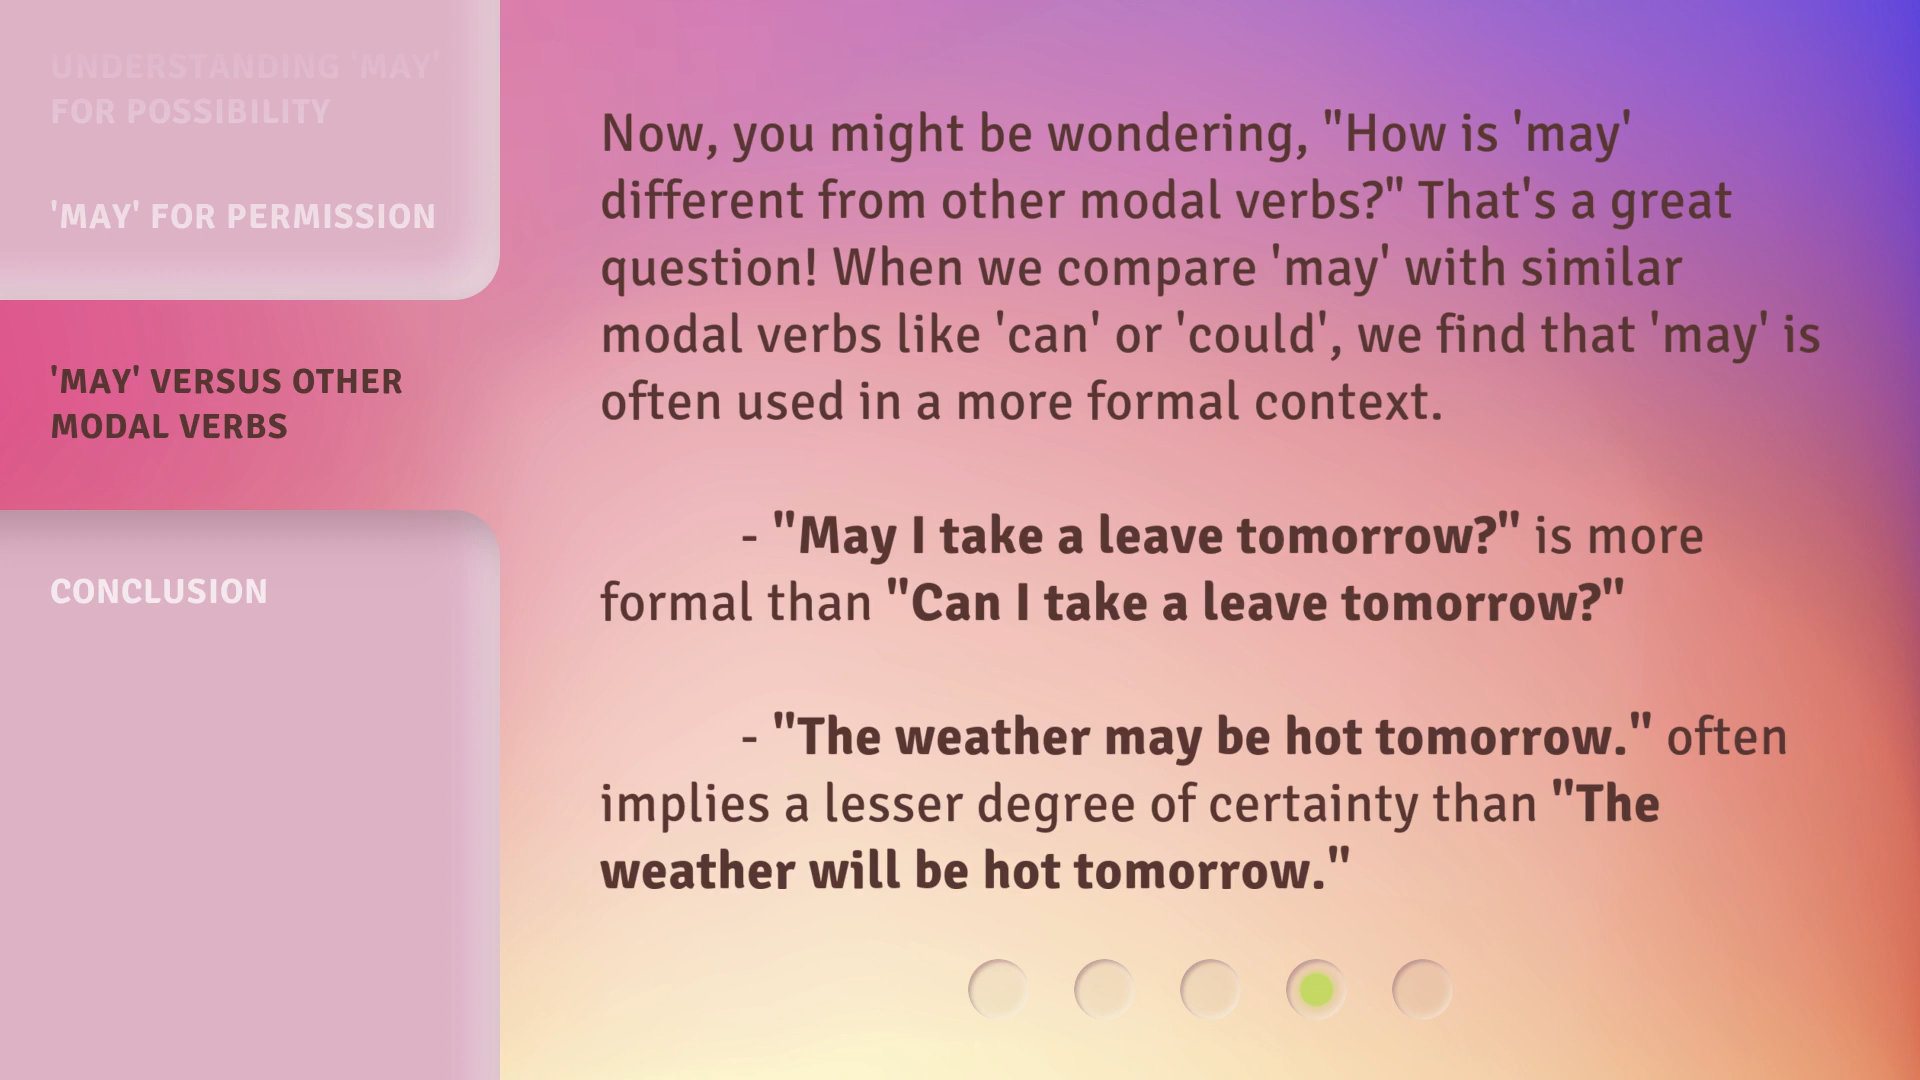 UNDERSTANDING 'MAY'
FOR POSSIBILITY
'MAY' FOR PERMISSION
'MAY' VERSUS OTHER
MODAL VERBS
CONCLUSION
Now, you might be wondering, "How is 'may'
different from other modal verbs?" That's a great
question! When we compare 'may' with similar
modal verbs like 'can' or 'could', we find that 'may' is
often used in a more formal context.
- "May I take a leave tomorrow?" is more
formal than "Can I take a leave tomorrow?"
- "The weather may be hot tomorrow." often
implies a lesser degree of certainty than "The
weather will be hot tomorrow."